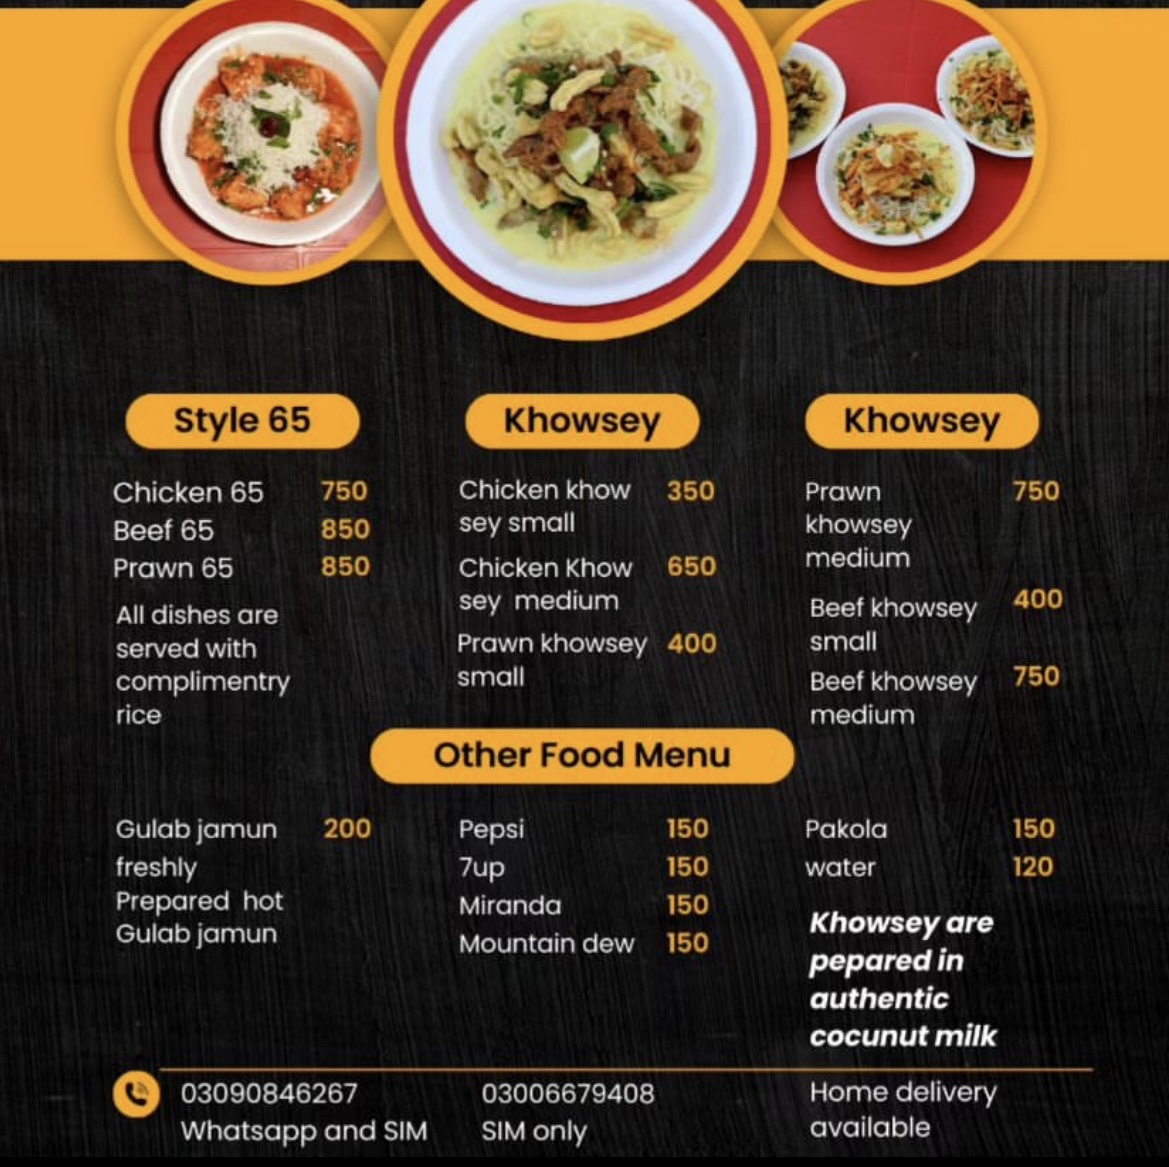 Style 65
Chicken 65 750
Beef 65 850
Prawn 65 850
All dishes are
served with
complimentry
rice
Khowsey
Chicken khow 350
sey small
Chicken Khow 650
sey medium
Prawn khowsey 400
small
Khowsey
Prawn 750
khowsey
medium
Beef khowsey 400
small
Beef khowsey 750
medium
Other Food Menu
Gulab jamun 200
freshly
Prepared hot
Gulab jamun
Pepsi 150
7up 150
Miranda 150
Mountain dew 150
Pakola 150
water 120
Khowsey are
pepared in
authentic
cocunut milk
03090846267
Whatsapp and SIM
03006679408
SIM only
Home delivery
available